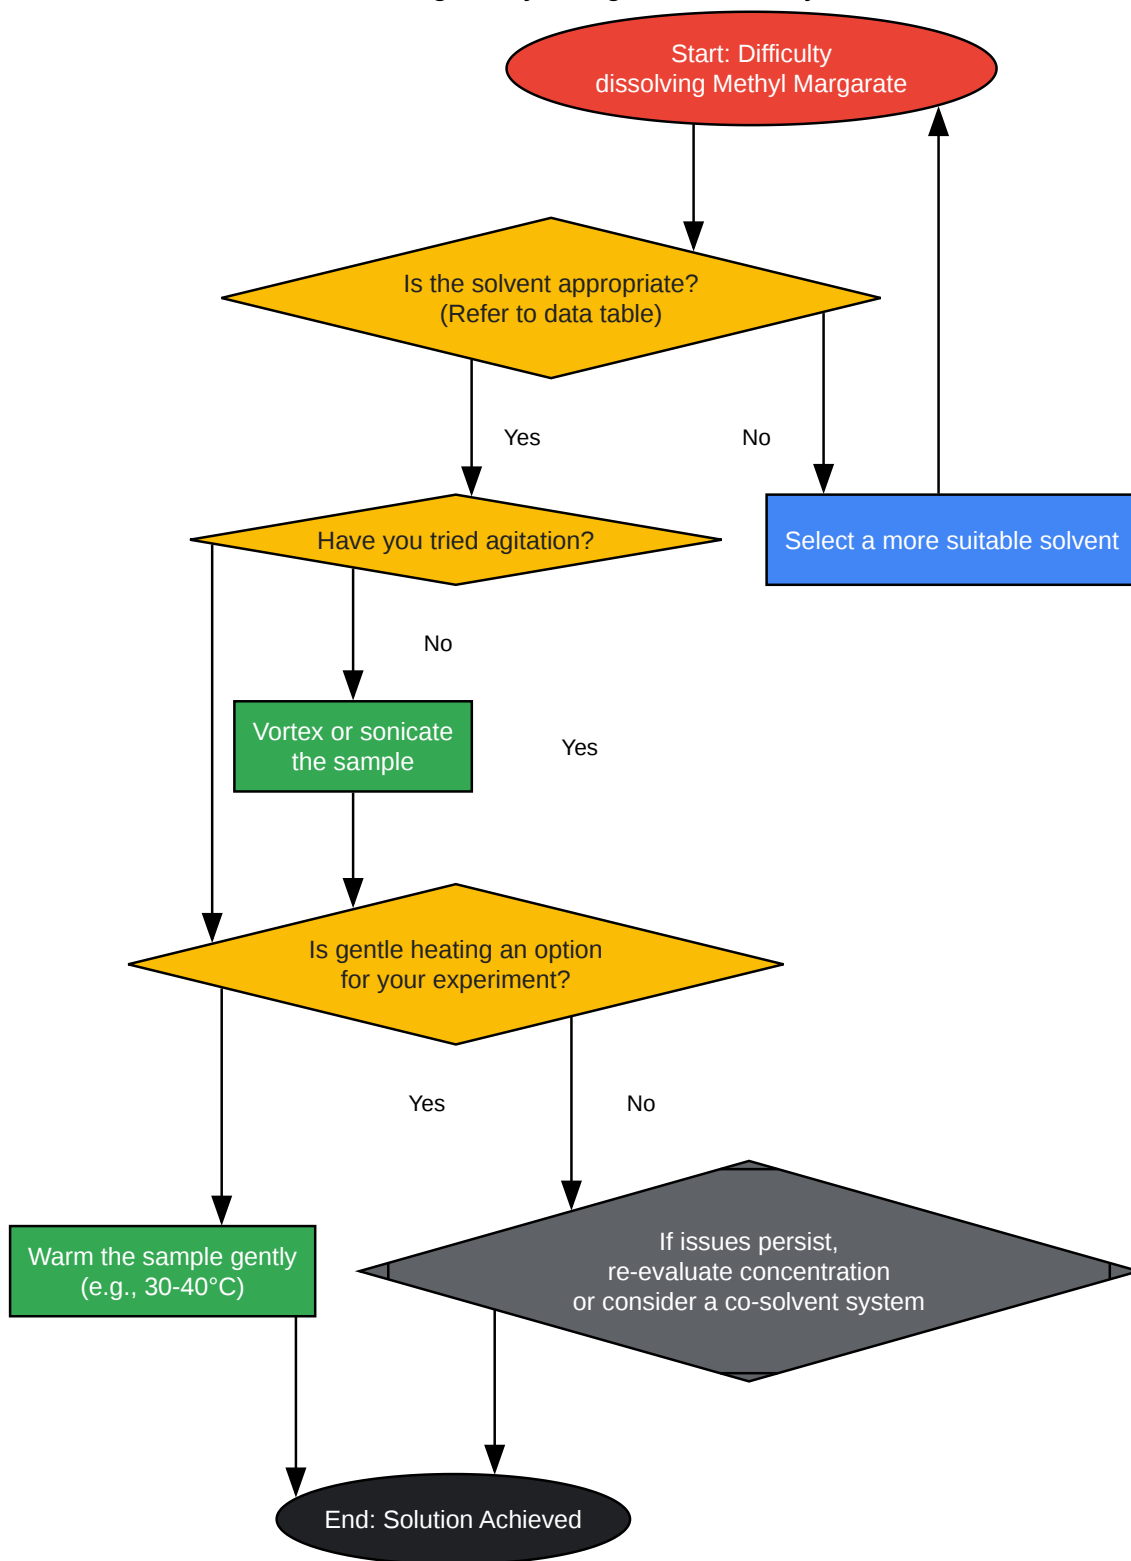 Start: Difficulty
dissolving Methyl Margarate
Is the solvent appropriate?
(Refer to data table)
Yes
No
Have you tried agitation?
Select a more suitable solvent
No
Vortex or sonicate
the sample
Yes
Is gentle heating an option
for your experiment?
Yes
No
Warm the sample gently
(e.g., 30-40°C)
If issues persist,
re-evaluate concentration
or consider a co-solvent system
End: Solution Achieved